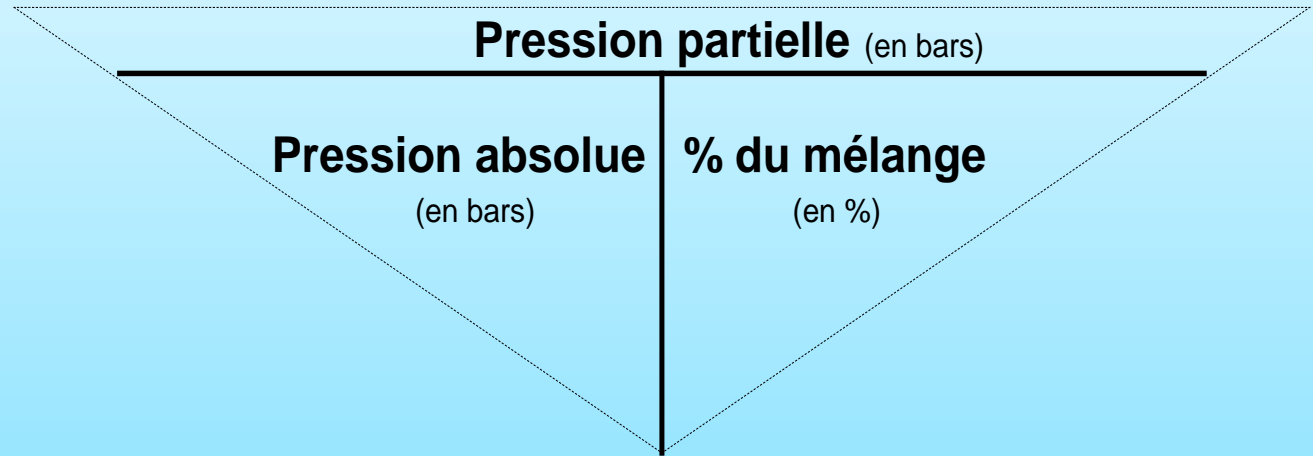 Pression partielle (en bars)
Pression absolue % du mélange
(en bars) (en %)